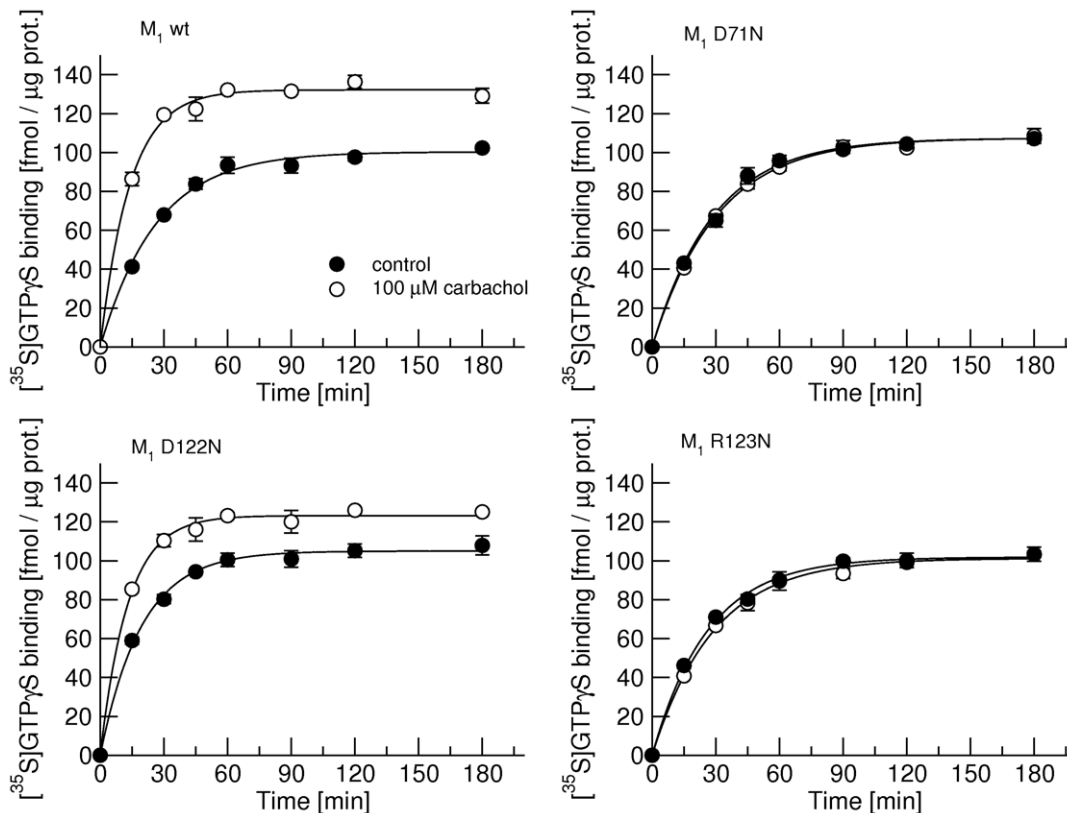 M₁ wt
[³⁵S]GTPγS binding [fmol / μg prot.]
140
120
100
80
60
40
20
0
control
100 μM carbachol
0 30 60 90 120 150 180
Time [min]
M₁ D71N
[³⁵S]GTPγS binding [fmol / μg prot.]
140
120
100
80
60
40
20
0
0 30 60 90 120 150 180
Time [min]
M₁ D122N
[³⁵S]GTPγS binding [fmol / μg prot.]
140
120
100
80
60
40
20
0
0 30 60 90 120 150 180
Time [min]
M₁ R123N
[³⁵S]GTPγS binding [fmol / μg prot.]
140
120
100
80
60
40
20
0
0 30 60 90 120 150 180
Time [min]